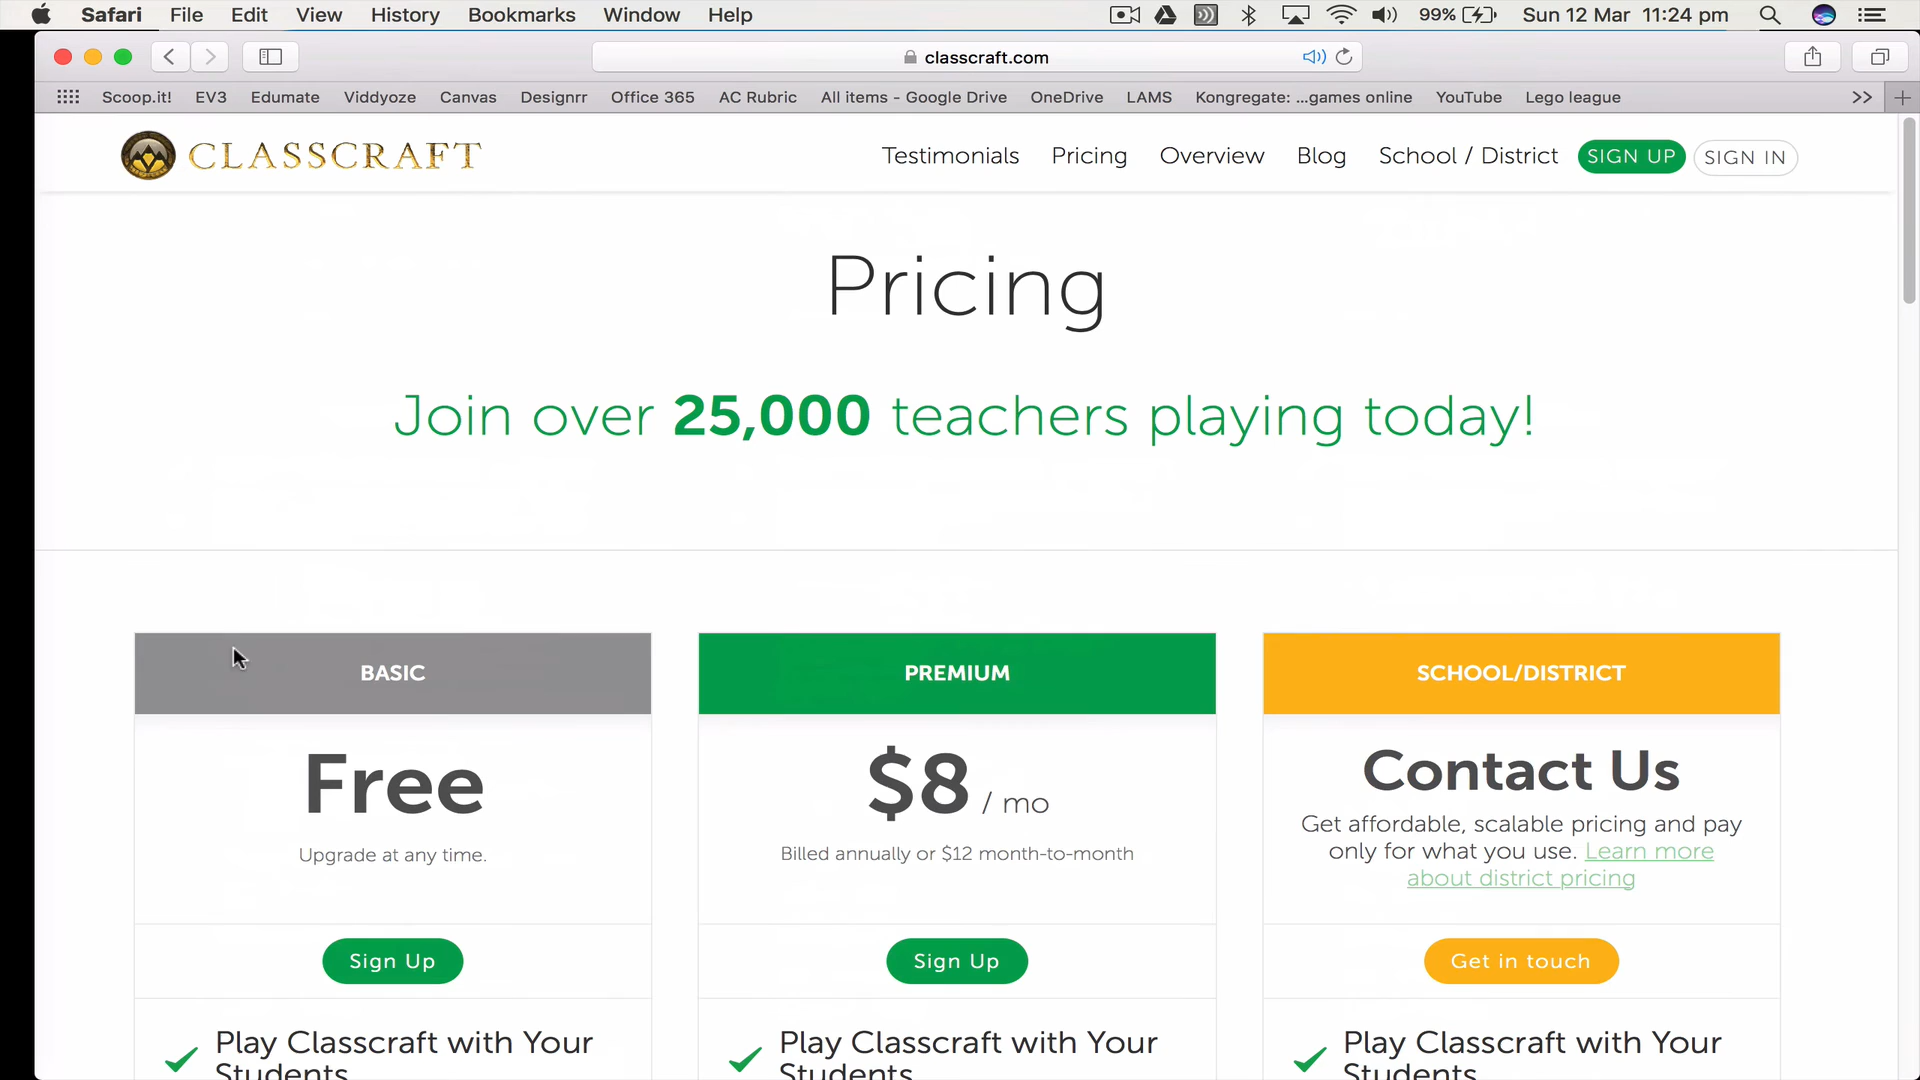 Safari File Edit View History Bookmarks Window Help 99% Sun 12 Mar 11:24 pm
classcraft.com
Scoop.it! EV3 Edumate Viddyoze Canvas Designrr Office 365 AC Rubric All items - Google Drive OneDrive LAMS Kongregate: ...games online YouTube Lego league >> +
CLASSCRAFT Testimonials Pricing Overview Blog School / District SIGN UP SIGN IN
Pricing
Join over 25,000 teachers playing today!
BASIC
Free
Upgrade at any time.
Sign Up
Play Classcraft with Your
Students
PREMIUM
$8 / mo
Billed annually or $12 month-to-month
Sign Up
Play Classcraft with Your
Students
SCHOOL/DISTRICT
Contact Us
Get affordable, scalable pricing and pay
only for what you use. Learn more
about district pricing
Get in touch
Play Classcraft with Your
Students